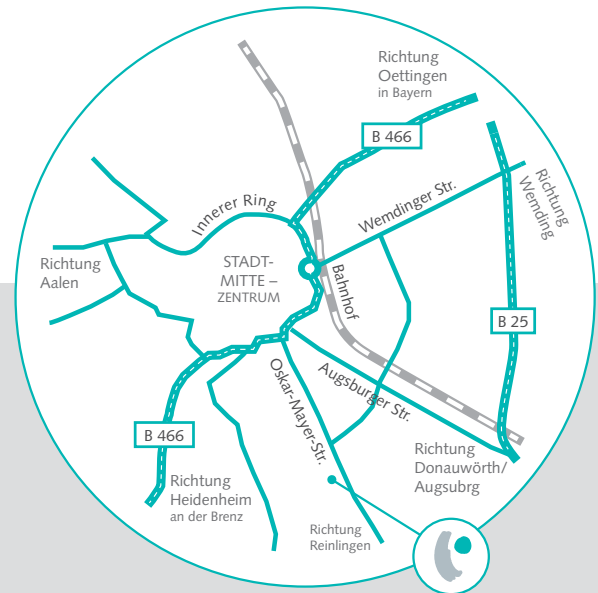 Richtung
Oettingen
in Bayern
B 466
Richtung
Wemding
Wemdinger Str.
Innerer Ring
STADT-
MITTE –
ZENTRUM
Bahnhof
Richtung
Aalen
B 25
Augsburger Str.
Oskar-Mayer-Str.
B 466
Richtung
Donauwörth/
Augsubrg
Richtung
Heidenheim
an der Brenz
Richtung
Reinlingen